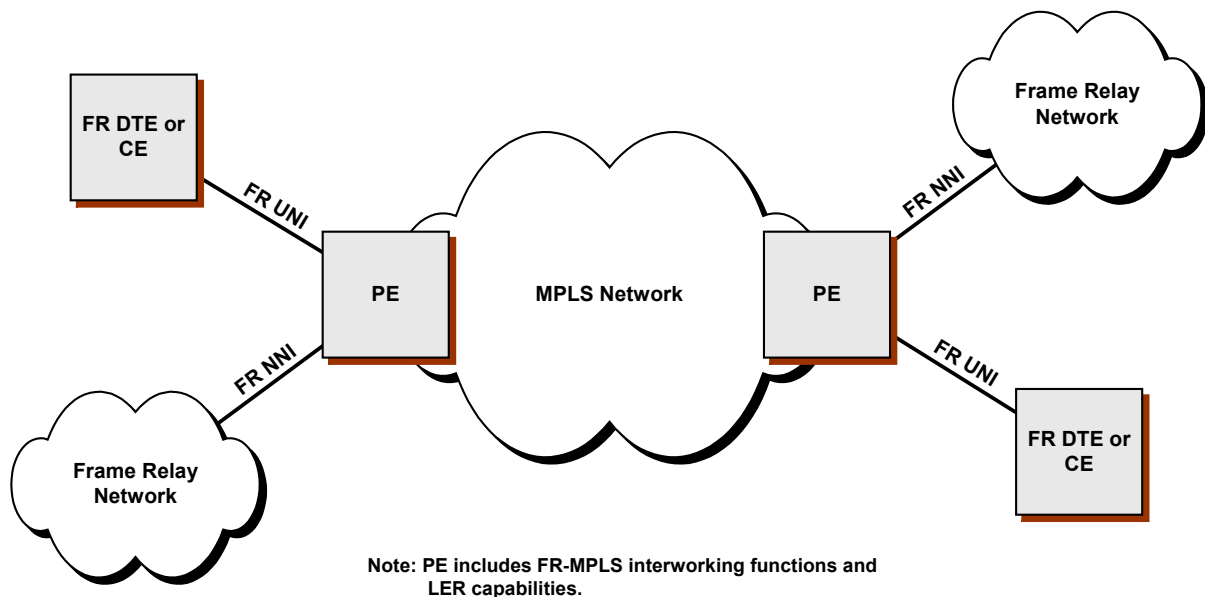 Frame Relay
Network
FR DTE or
CE
FR NNI
FR UNI
PE
MPLS Network
PE
FR NNI
FR UNI
FR DTE or
CE
Frame Relay
Network
Note: PE includes FR-MPLS interworking functions and
LER capabilities.